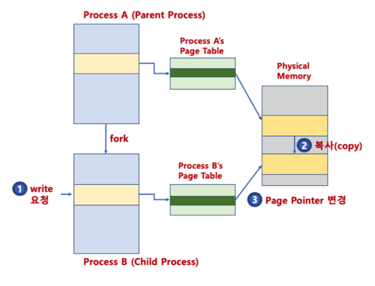 Process A (Parent Process)
Process A's
Page Table
Physical
Memory
fork
2 복사(copy)
Process B's
Page Table
1 write
요청
3 Page Pointer 변경
Process B (Child Process)